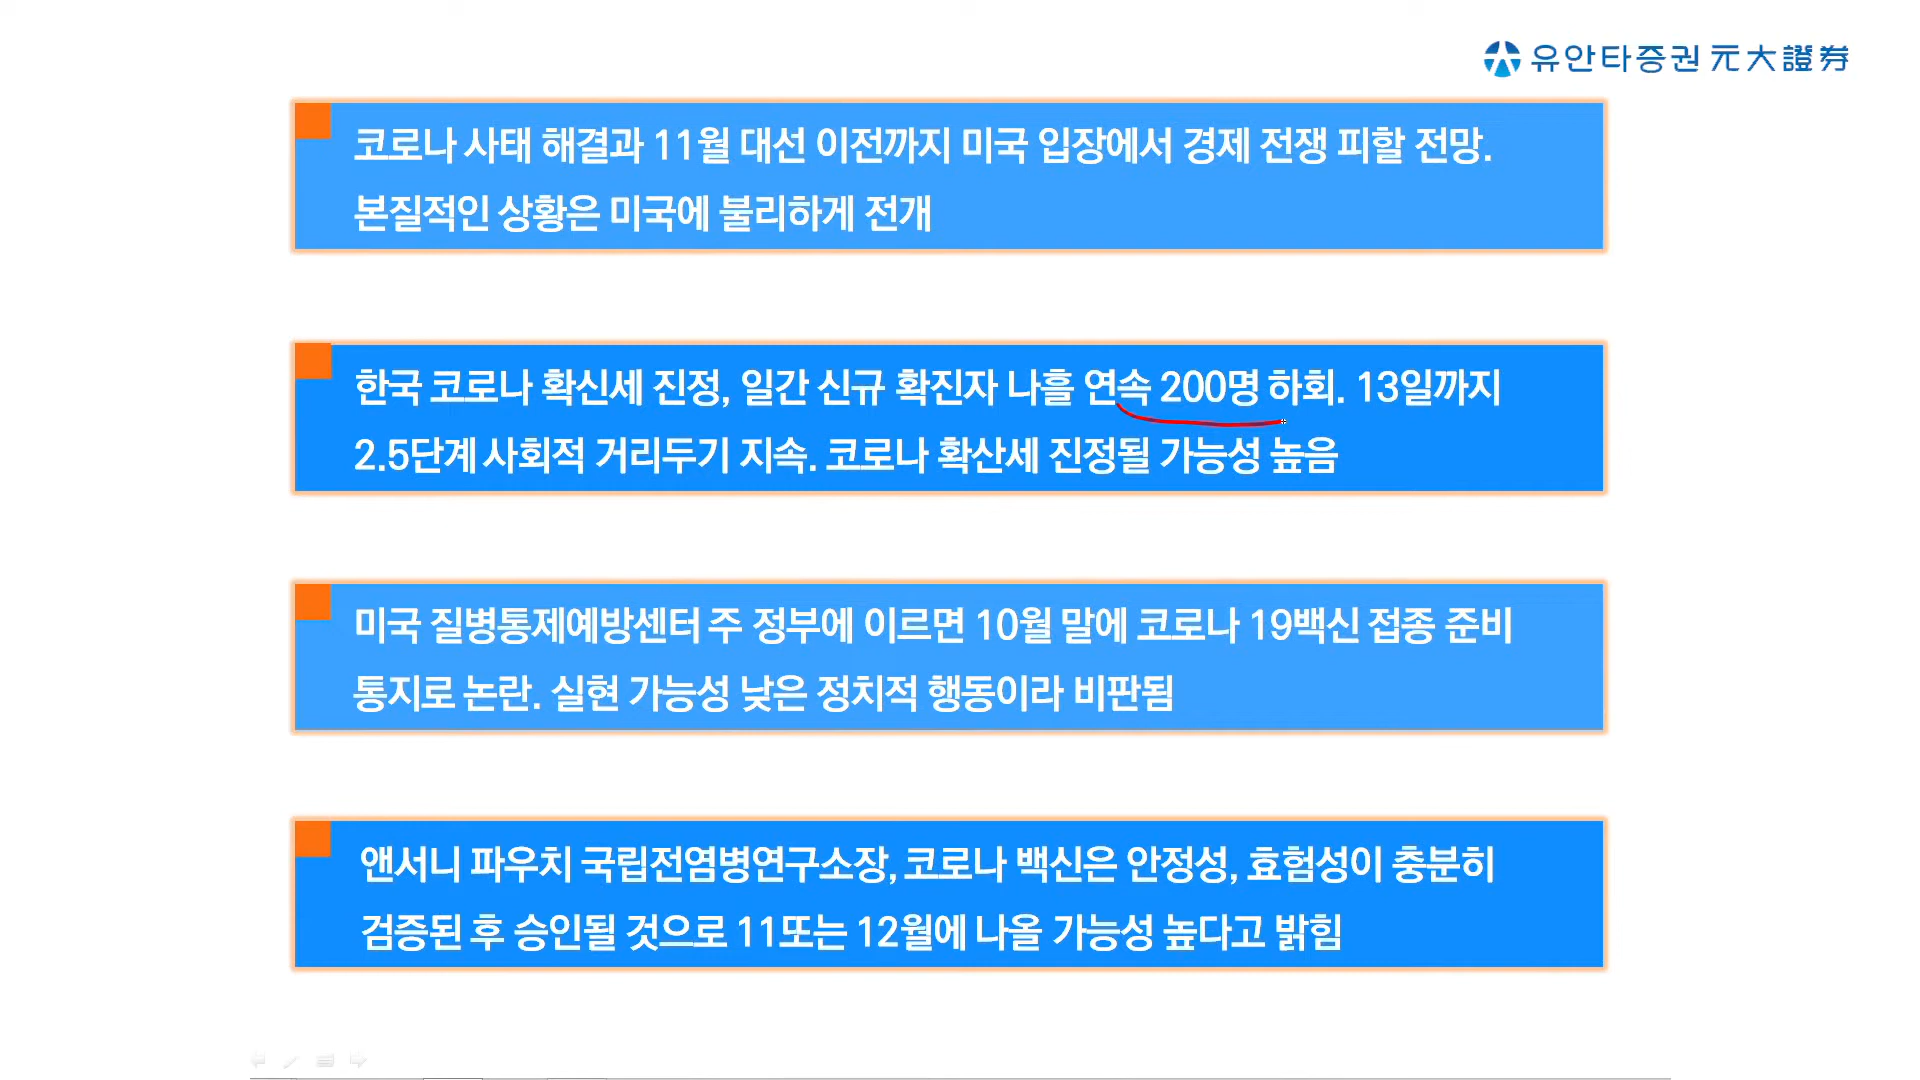 유안타증권 元大證券
코로나 사태 해결과 11월 대선 이전까지 미국 입장에서 경제 전쟁 피할 전망.
본질적인 상황은 미국에 불리하게 전개
한국 코로나 확신세 진정, 일간 신규 확진자 나흘 연속 200명 하회. 13일까지
2.5단계 사회적 거리두기 지속. 코로나 확산세 진정될 가능성 높음
미국 질병통제예방센터 주 정부에 이르면 10월 말에 코로나 19백신 접종 준비
통지로 논란. 실현 가능성 낮은 정치적 행동이라 비판됨
앤서니 파우치 국립전염병연구소장, 코로나 백신은 안정성, 효험성이 충분히
검증된 후 승인될 것으로 11또는 12월에 나올 가능성 높다고 밝힘